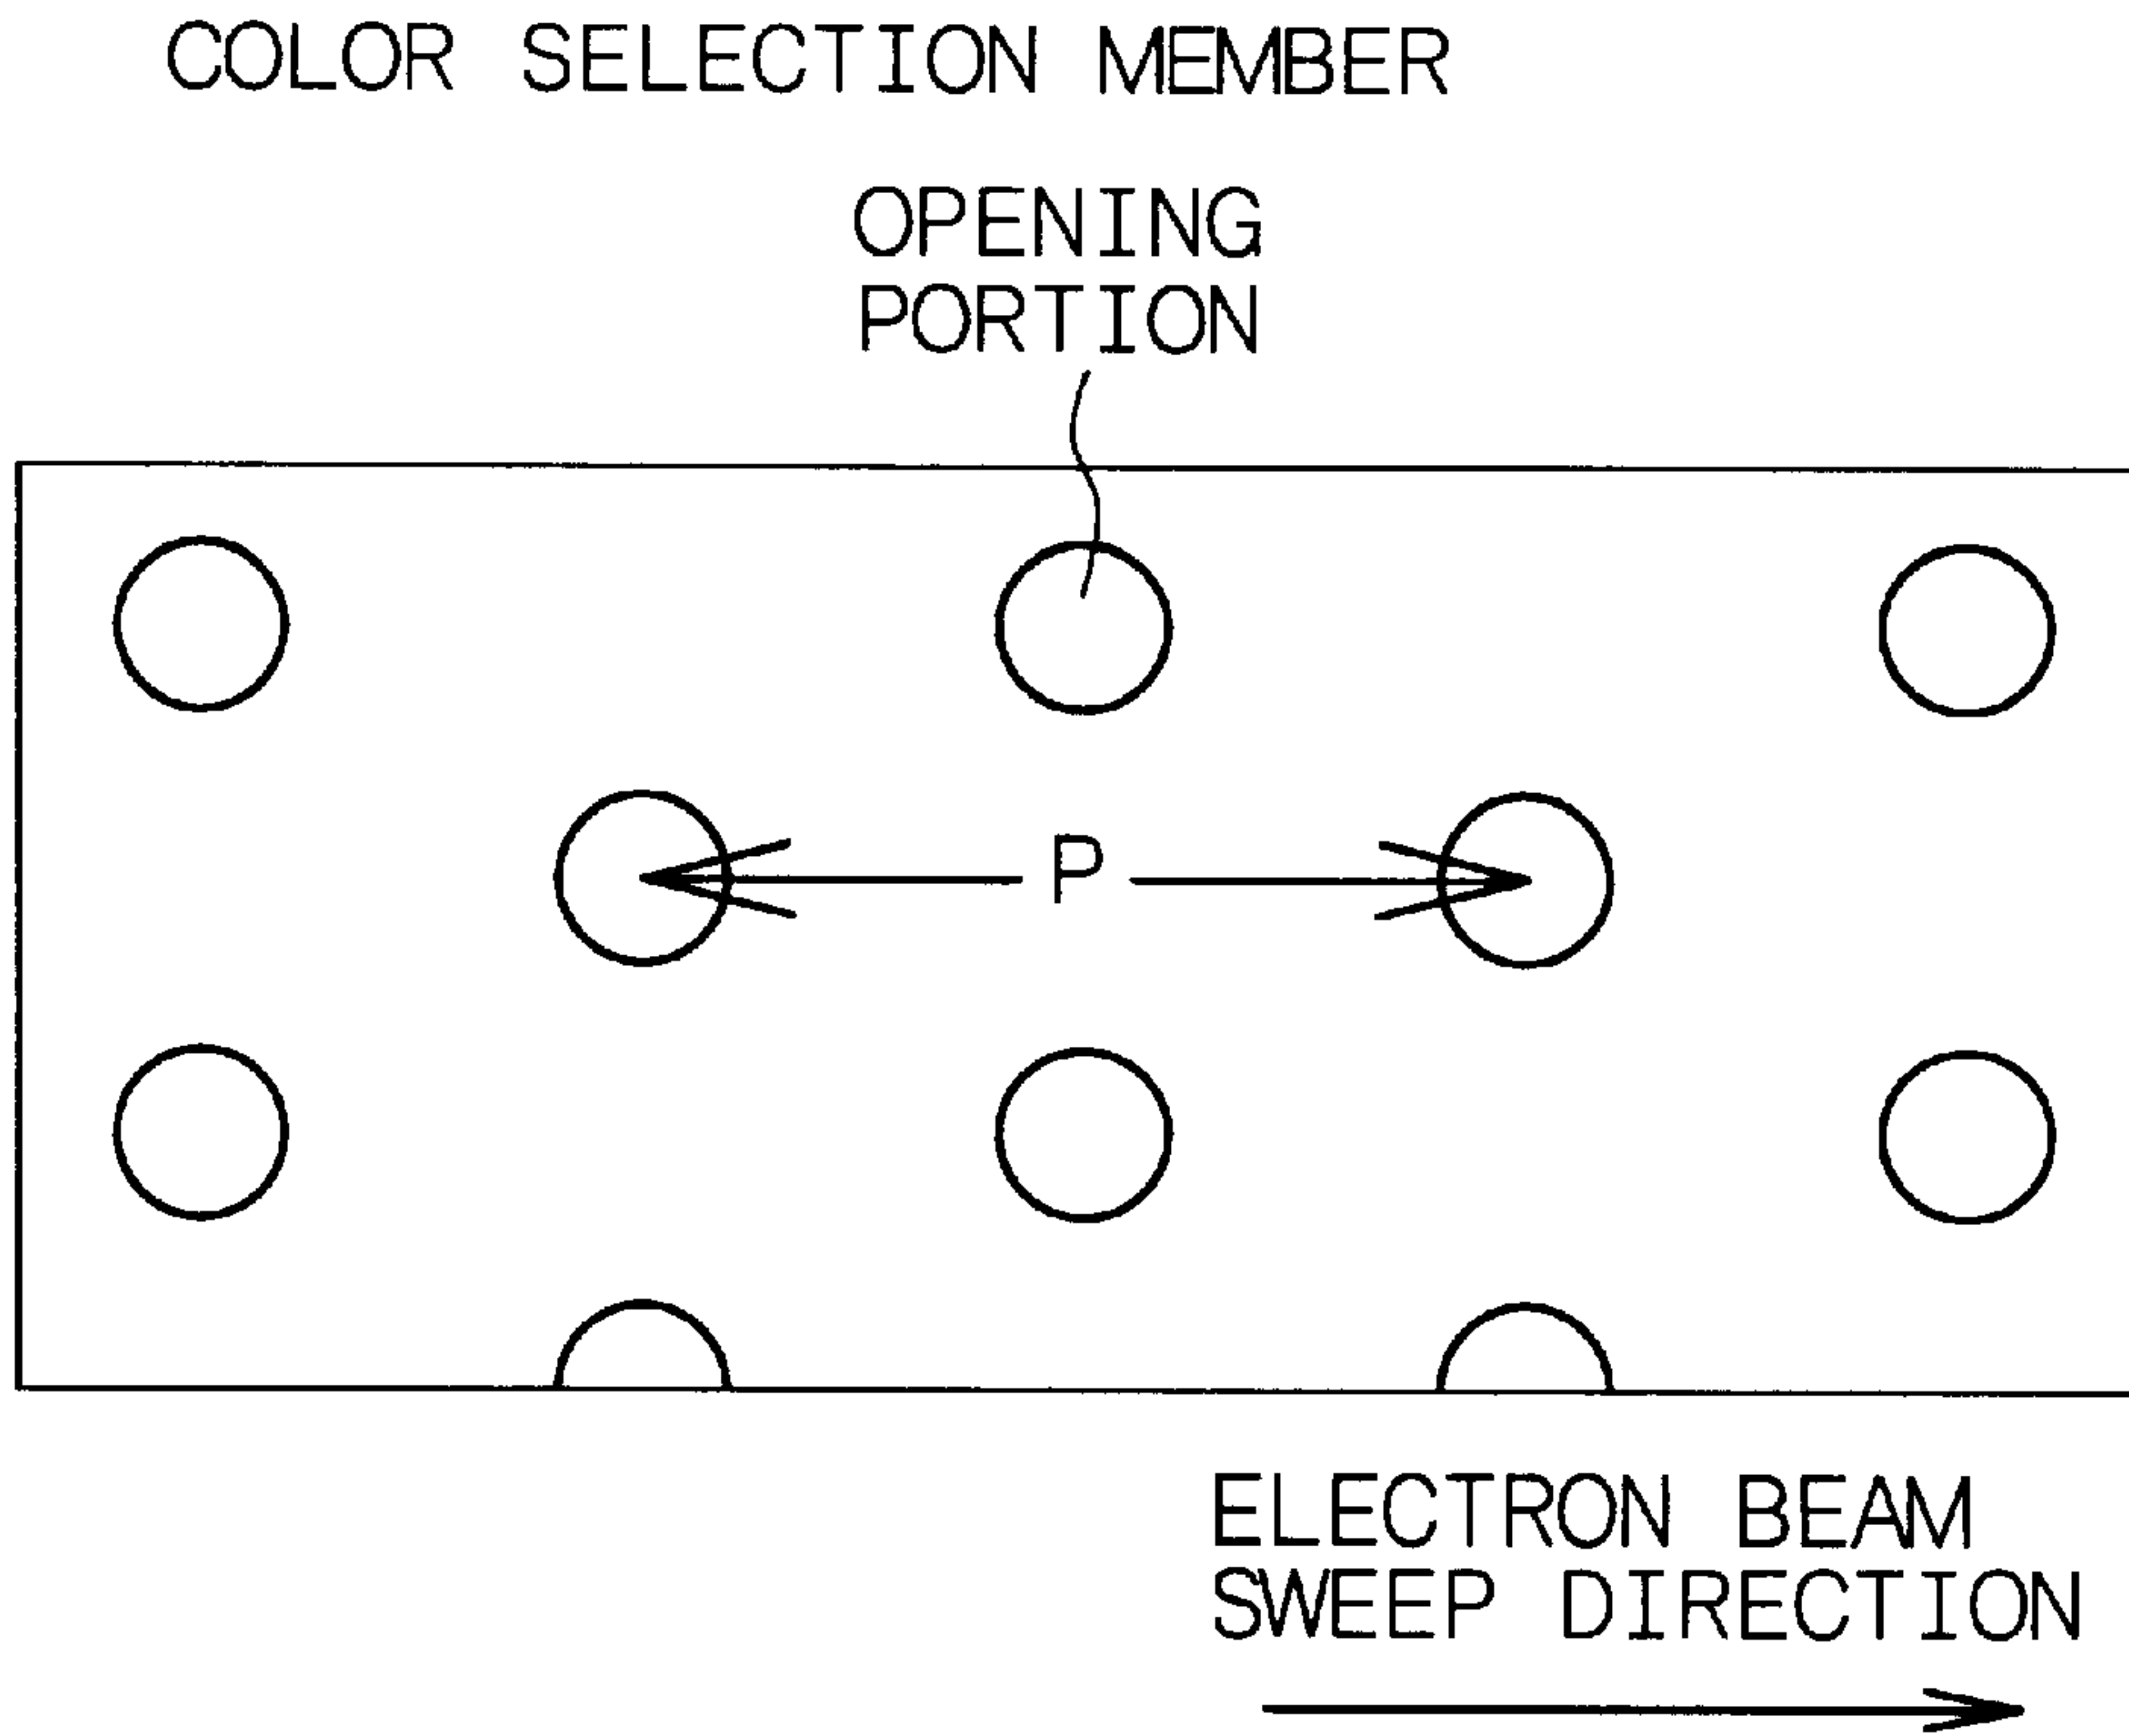 COLOR SELECTION MEMBER
OPENING
PORTION
P
ELECTRON BEAM
SWEEP DIRECTION